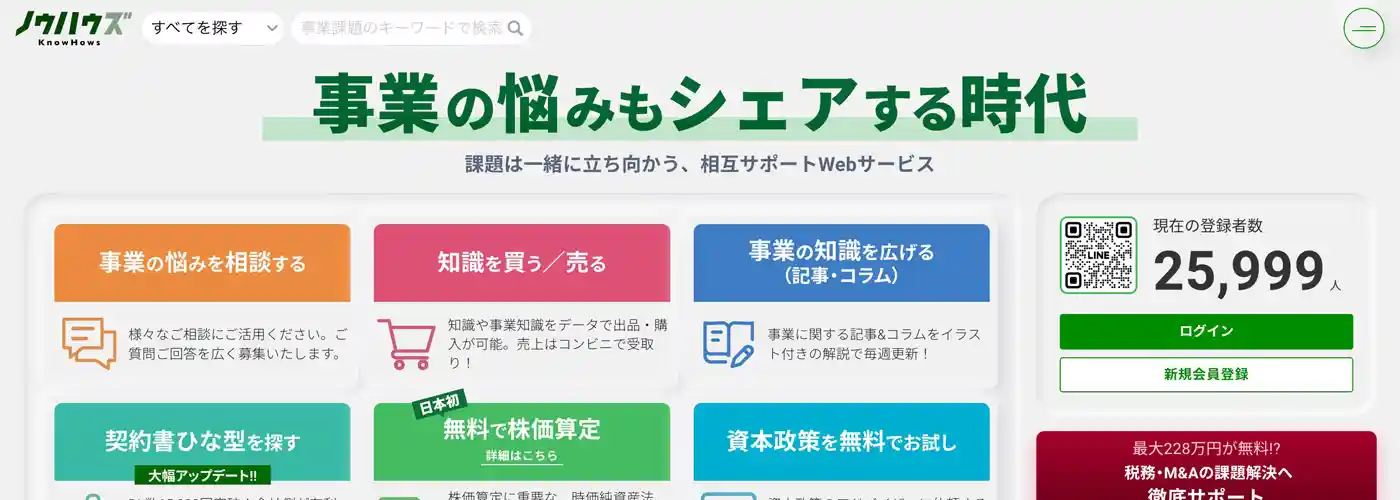 ノウハウズ
KnowHows
すべてを探す
事業課題のキーワードで検索
事業の悩みもシェアする時代
課題は一緒に立ち向かう、相互サポートWebサービス
事業の悩みを相談する
様々なご相談にご活用ください。ご
質問ご回答を広く募集いたします。
知識を買う／売る
知識や事業知識をデータで出品・購
入が可能。売上はコンビニで受取
り！
事業の知識を広げる
（記事・コラム）
事業に関する記事&コラムをイラス
ト付きの解説で毎週更新！
契約書ひな型を探す
大幅アップデート!!
日本初
無料で株価算定
詳細はこちら
株価算定に重要な、時価純資産法
資本政策を無料でお試し
LINE
現在の登録者数
25,999人
ログイン
新規会員登録
最大228万円が無料!?
税務・M&Aの課題解決へ
徹底サポート